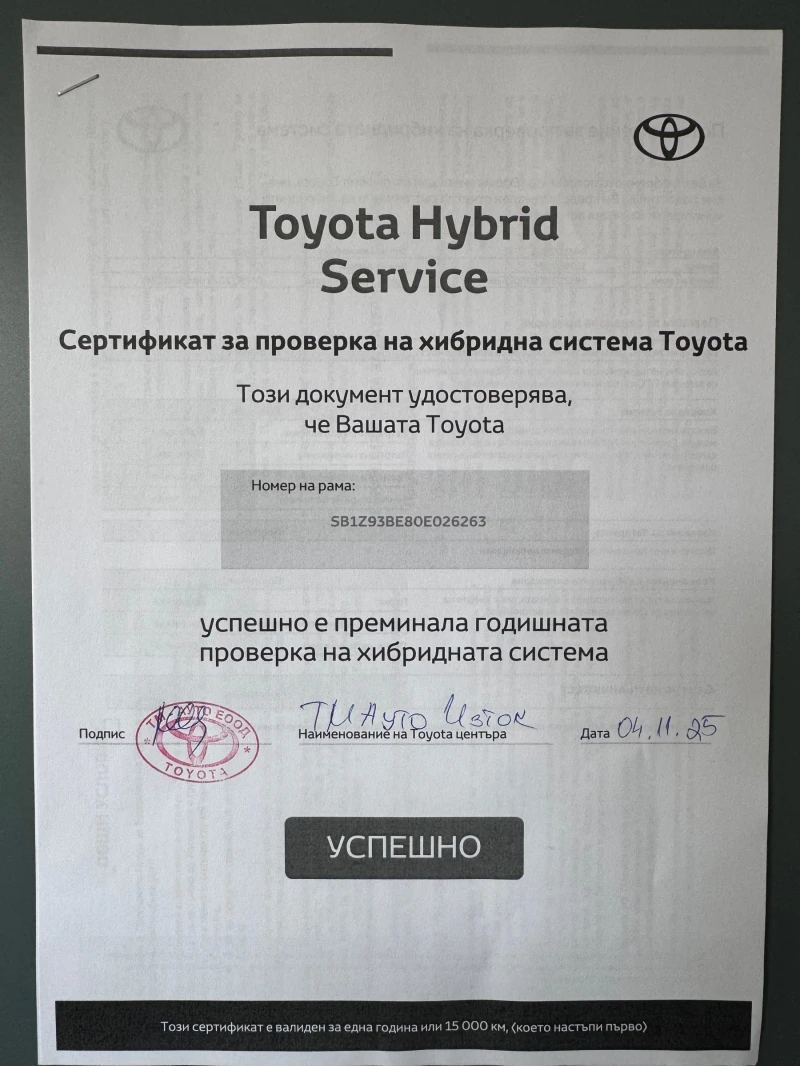 Toyota Hybrid
Service
Сертификат за проверка на хибридна система Toyota
Този документ удостоверява,
че Вашата Toyota
Номер на рама:
SB1Z93BE80E026263
успешно е преминала годишната
проверка на хибридната система
ТМ Ауто Изток
Подпис
Наименование на Toyota центъра
Дата 04.11.25
ЕООД
TOYOTA
УСПЕШНО
Този сертификат е валиден за една година или 15 000 км, (което настъпи първо)